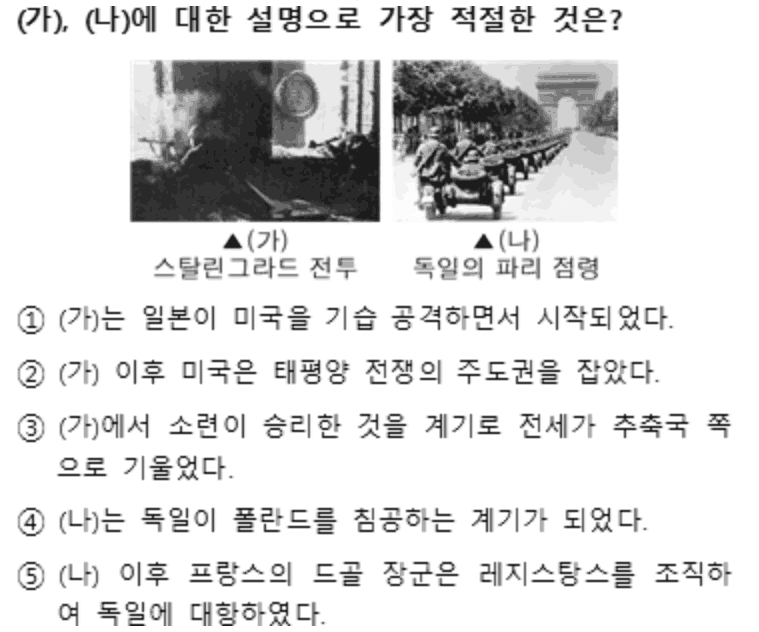 (가), (나)에 대한 설명으로 가장 적절한 것은?
▲(가)
스탈린그라드 전투
▲(나)
독일의 파리 점령
① (가)는 일본이 미국을 기습 공격하면서 시작되었다.
② (가) 이후 미국은 태평양 전쟁의 주도권을 잡았다.
③ (가)에서 소련이 승리한 것을 계기로 전세가 추축국 쪽
으로 기울었다.
④ (나)는 독일이 폴란드를 침공하는 계기가 되었다.
⑤ (나) 이후 프랑스의 드골 장군은 레지스탕스를 조직하
여 독일에 대항하였다.